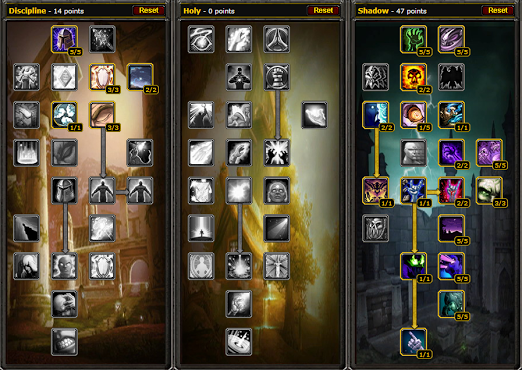 Discipline - 14 points Reset
Holy - 0 points Reset
Shadow - 47 points Reset
5/5
5/5 5/5
3/3 2/2
2/2
1/1 3/3
2/2 1/5 1/1
2/2 5/5
1/1 1/1 2/2 3/3
5/5
1/1 5/5
5/5
1/1